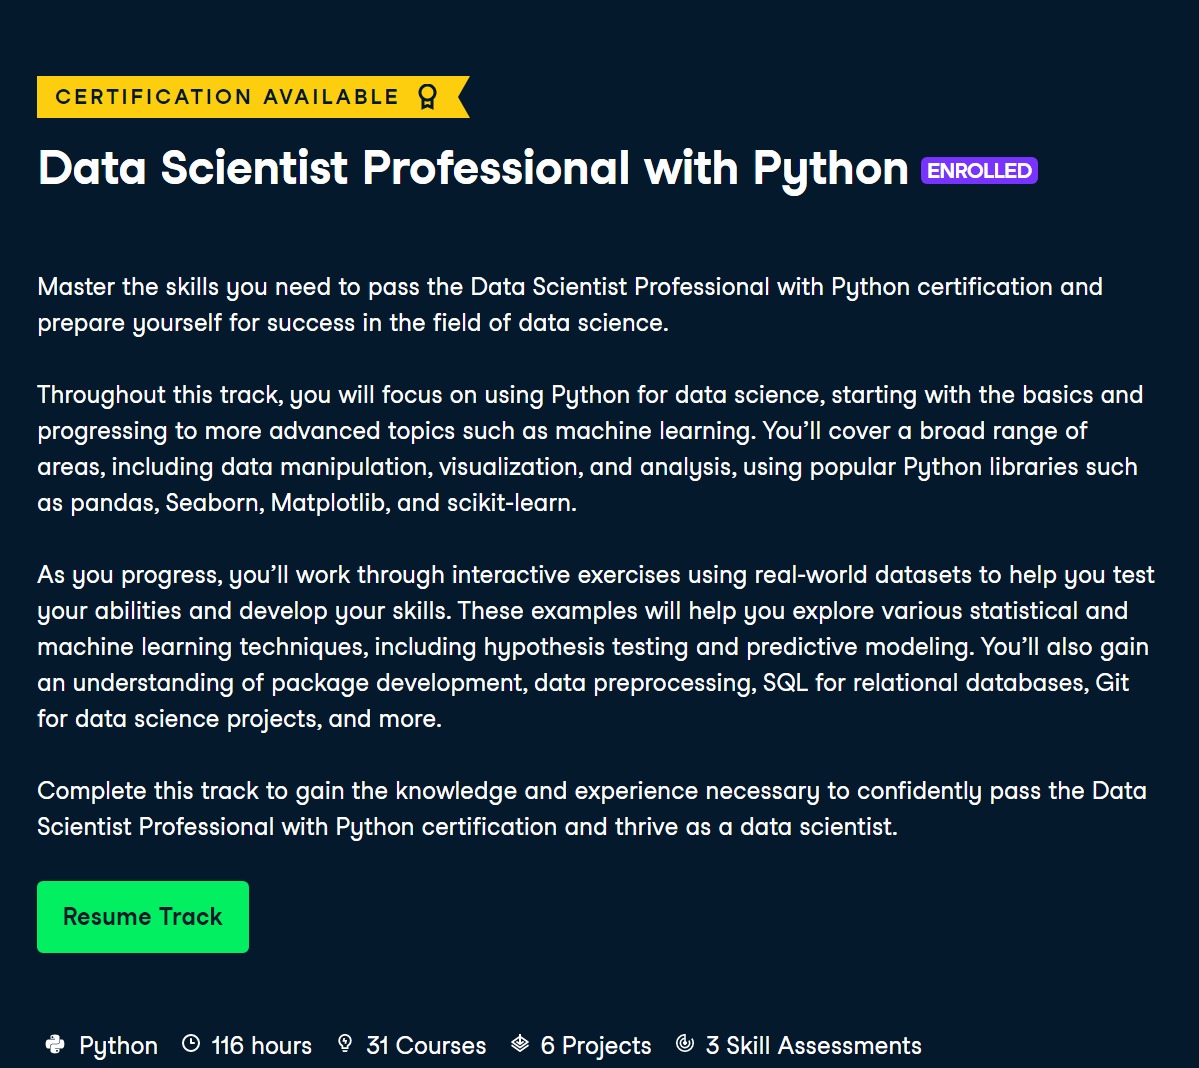 CERTIFICATION AVAILABLE
Data Scientist Professional with Python ENROLLED
Master the skills you need to pass the Data Scientist Professional with Python certification and
prepare yourself for success in the field of data science.
Throughout this track, you will focus on using Python for data science, starting with the basics and
progressing to more advanced topics such as machine learning. You’ll cover a broad range of
areas, including data manipulation, visualization, and analysis, using popular Python libraries such
as pandas, Seaborn, Matplotlib, and scikit-learn.
As you progress, you’ll work through interactive exercises using real-world datasets to help you test
your abilities and develop your skills. These examples will help you explore various statistical and
machine learning techniques, including hypothesis testing and predictive modeling. You’ll also gain
an understanding of package development, data preprocessing, SQL for relational databases, Git
for data science projects, and more.
Complete this track to gain the knowledge and experience necessary to confidently pass the Data
Scientist Professional with Python certification and thrive as a data scientist.
Resume Track
Python 116 hours 31 Courses 6 Projects 3 Skill Assessments